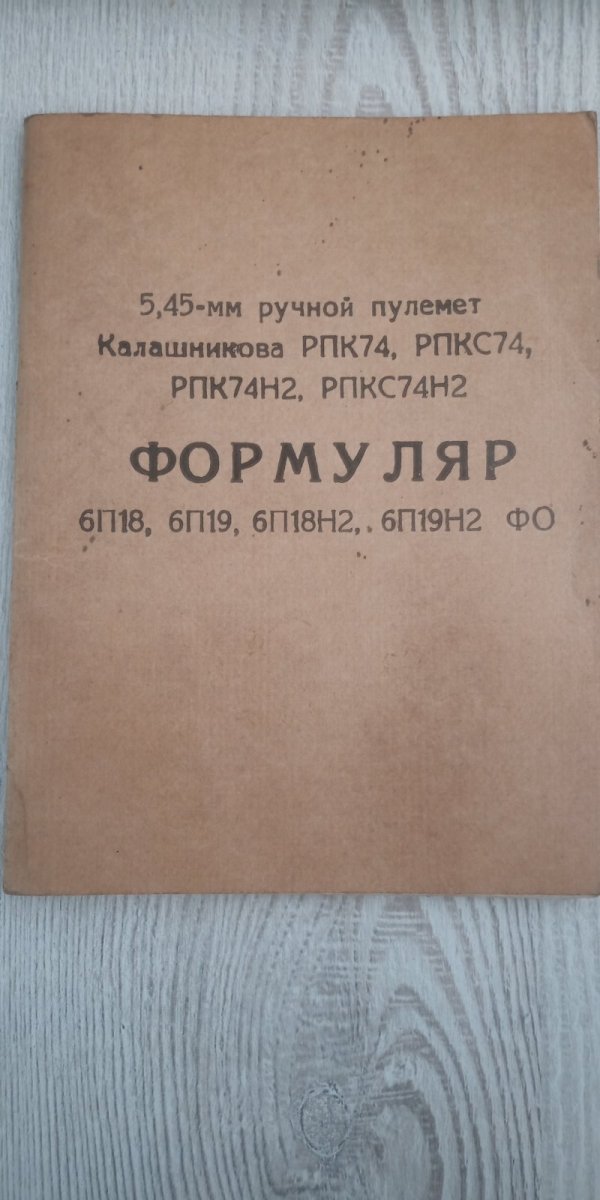 5,45-мм ручной пулемет
Калашникова РПК74, РПКС74,
РПК74Н2, РПКС74Н2
ФОРМУЛЯР
6П18, 6П19, 6П18Н2, 6П19Н2 ФО